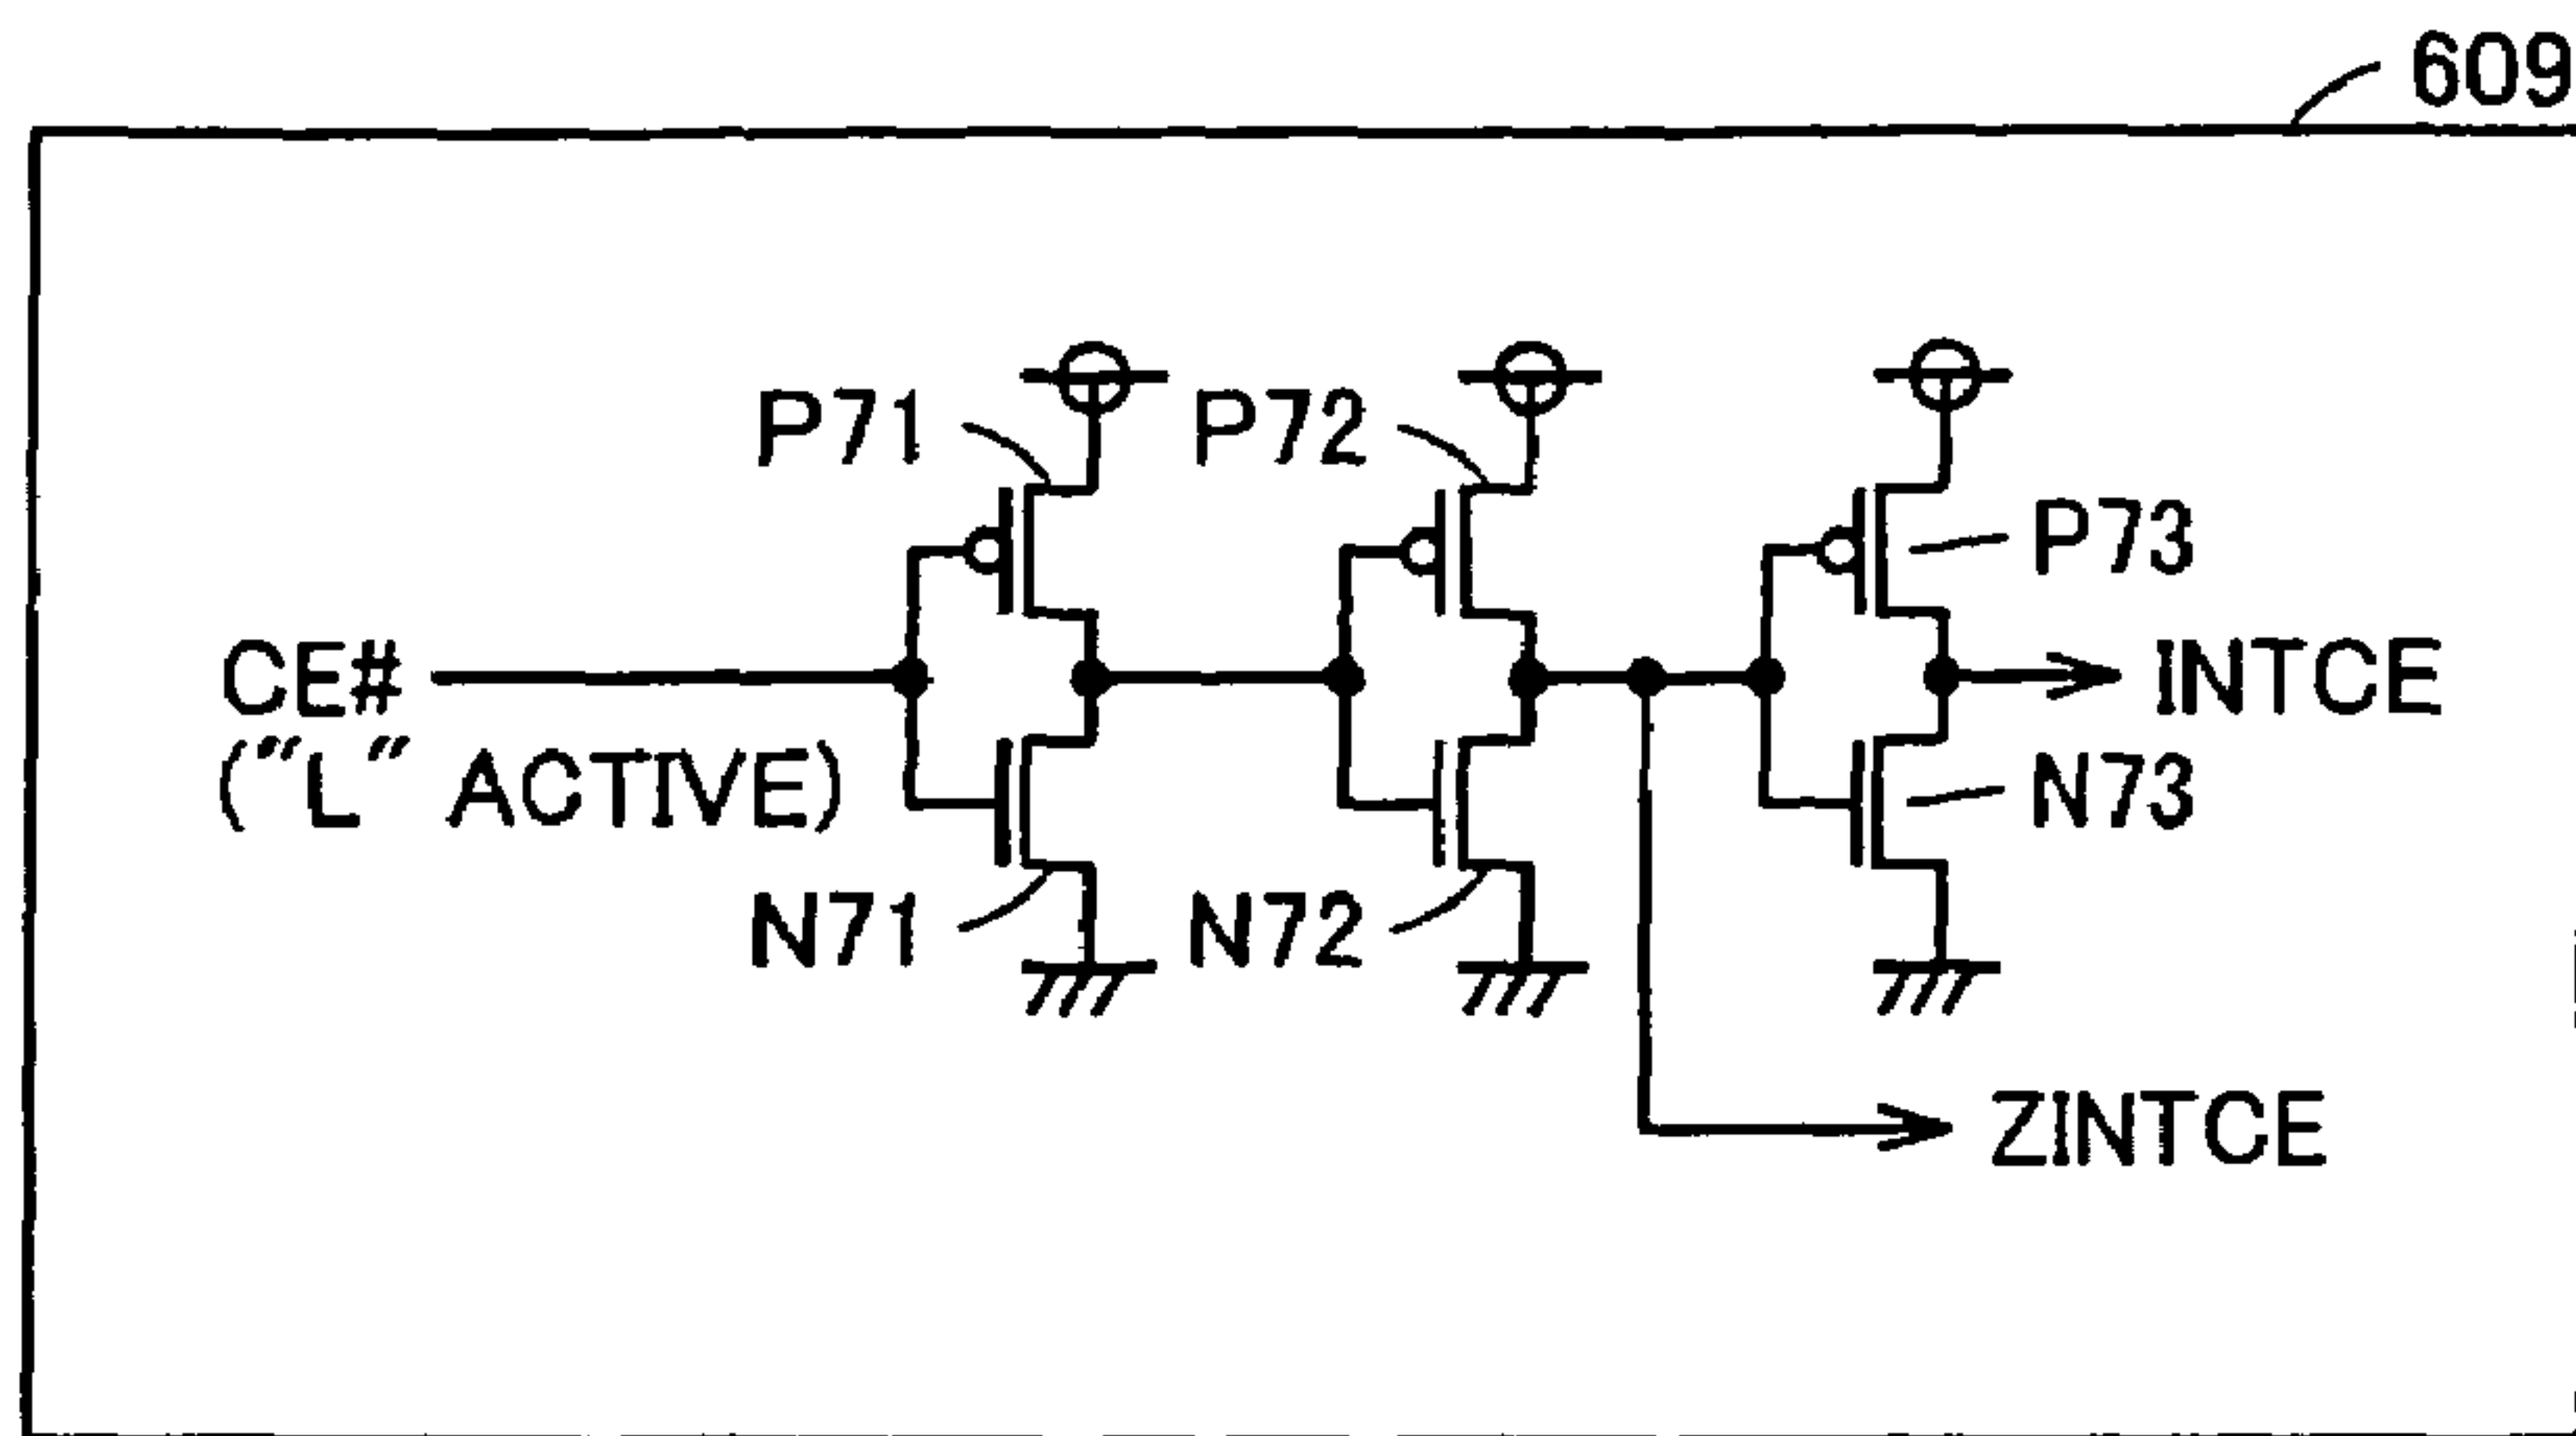 609
P71
P72
P73
CE#
("L" ACTIVE)
INTCE
N73
N71
N72
ZINTCE